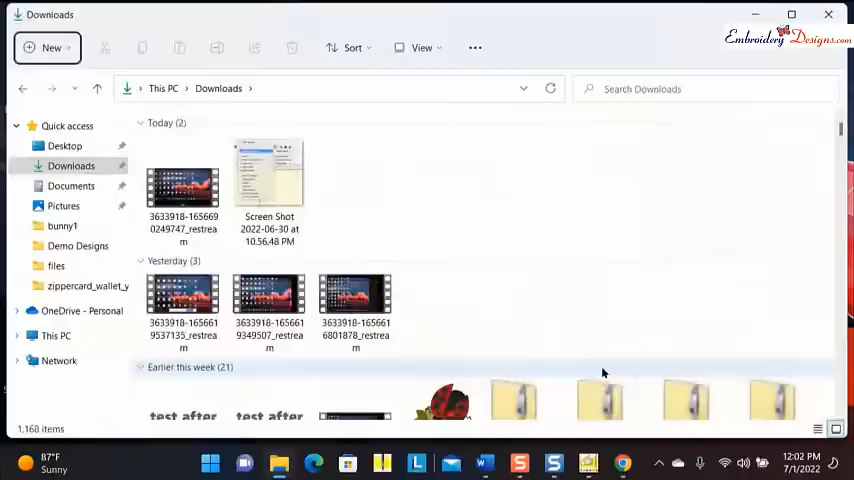 Downloads
Embroidery Designs.com
New
Sort
View
This PC
Downloads
Search Downloads
Quick access
Desktop
Downloads
Documents
Pictures
bunny1
Demo Designs
files
zippercard_wallet_y
OneDrive - Personal
This PC
Network
Today (2)
3633918-165669
0249747_restrea
m
Screen Shot
2022-06-30 at
10.56.48 PM
Yesterday (3)
3633918-165661
9537135_restrea
m
3633918-165661
9349507_restrea
m
3633918-165661
6801878_restrea
m
Earlier this week (21)
test after
test after
1,168 items
87°F
Sunny
L
12:02 PM
7/1/2022